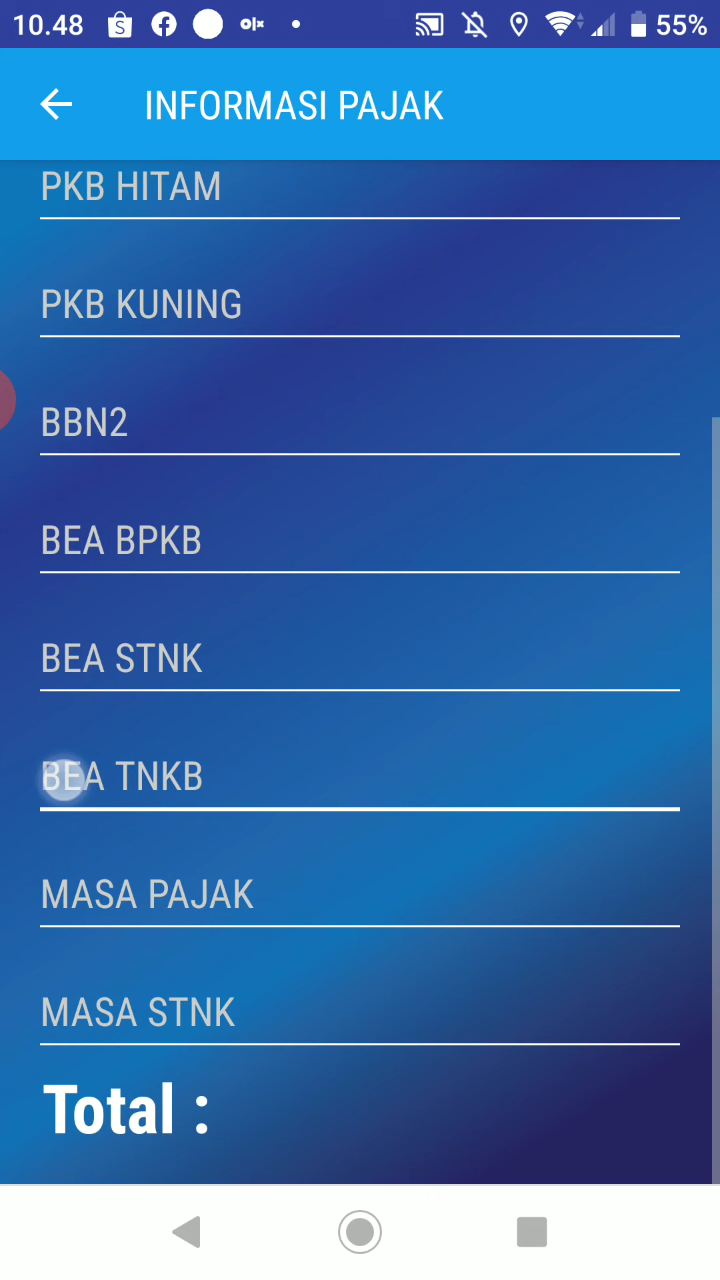 10.48
55%
INFORMASI PAJAK
PKB HITAM
PKB KUNING
BBN2
BEA BPKB
BEA STNK
BEA TNKB
MASA PAJAK
MASA STNK
Total :